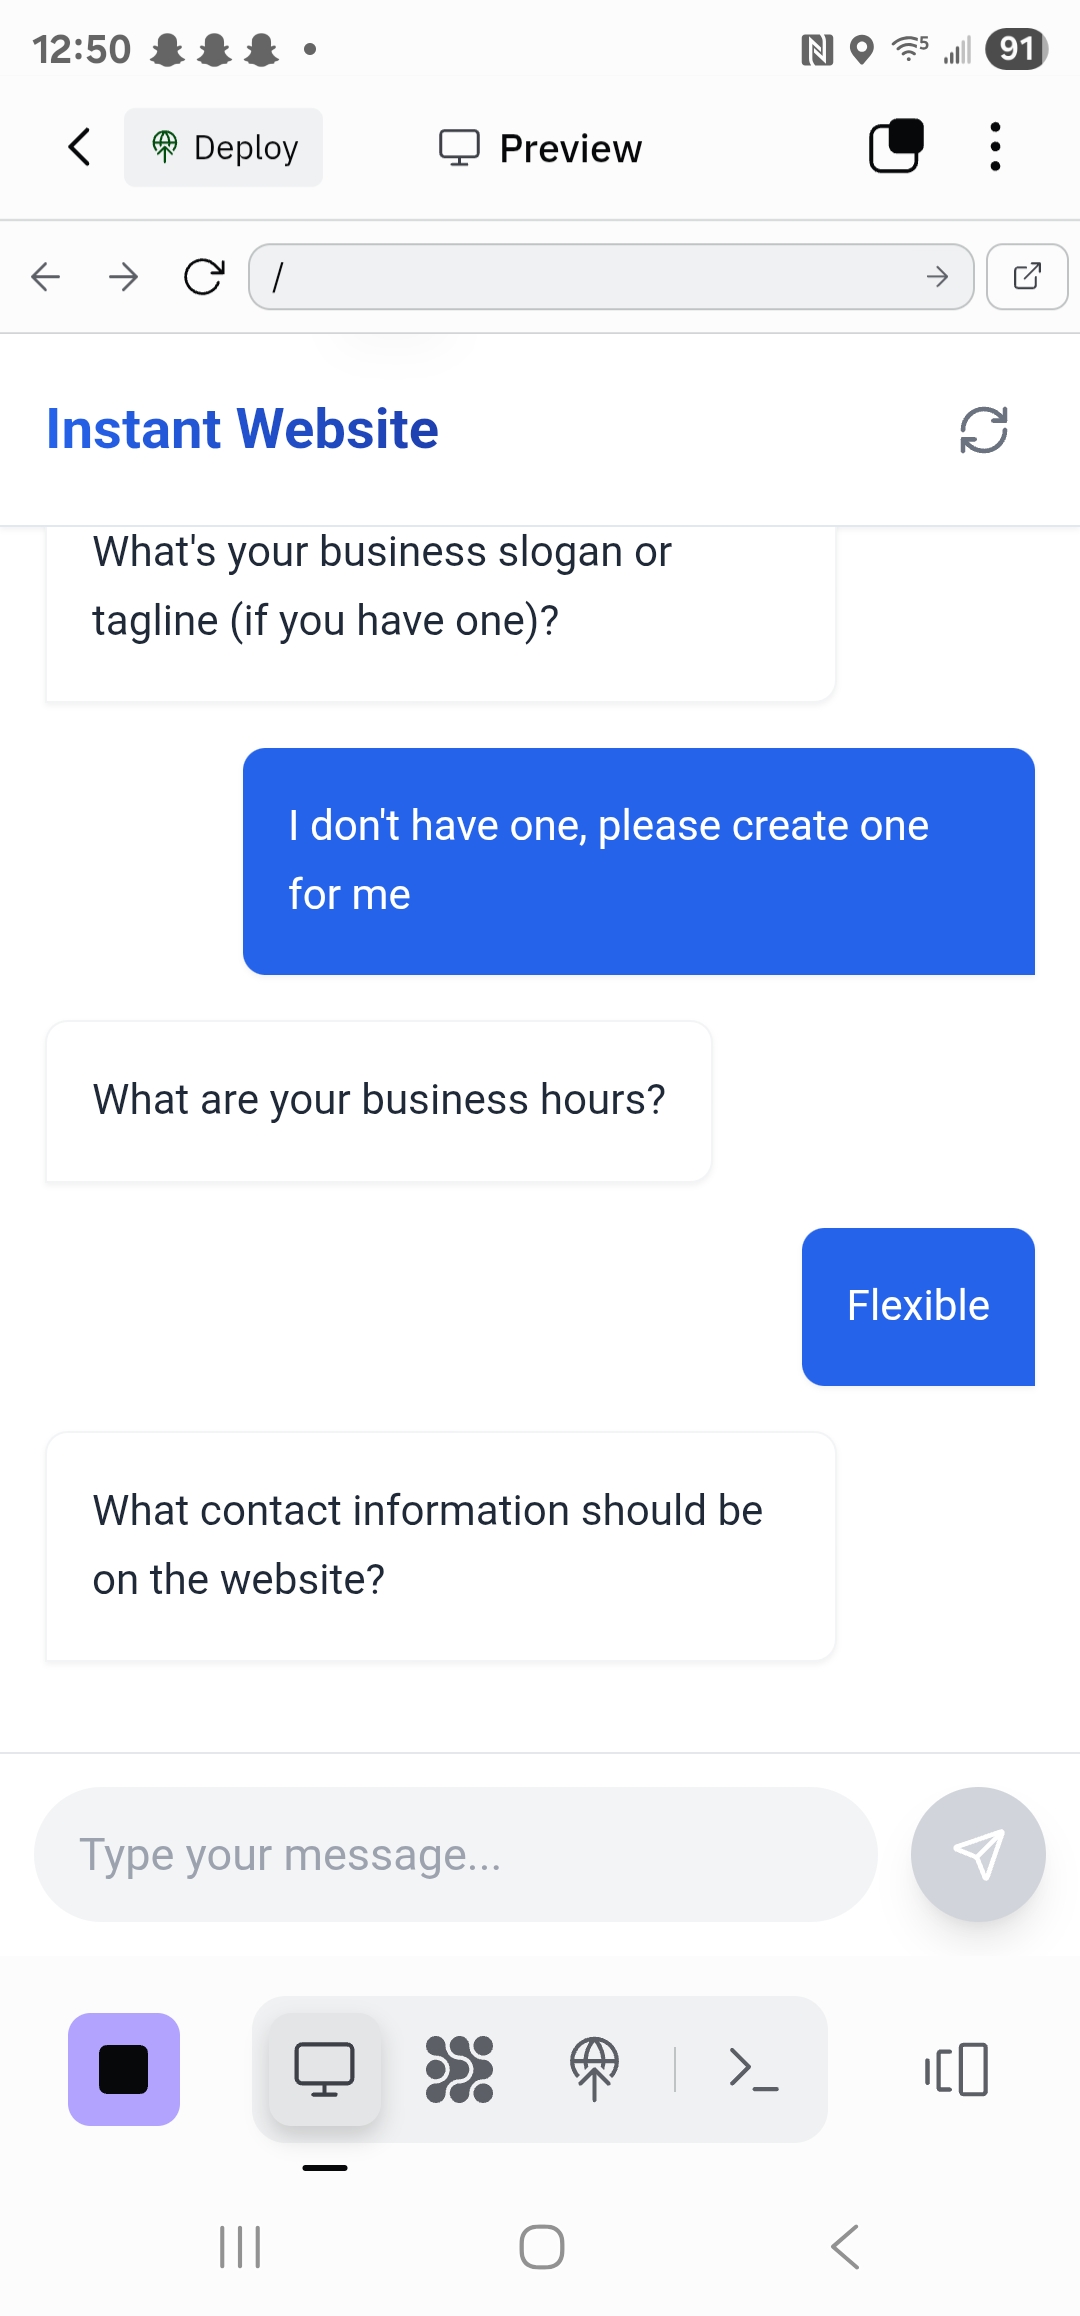 12:50
5
91
Deploy
Preview
/
Instant Website
What's your business slogan or
tagline (if you have one)?
I don't have one, please create one
for me
What are your business hours?
Flexible
What contact information should be
on the website?
Type your message...